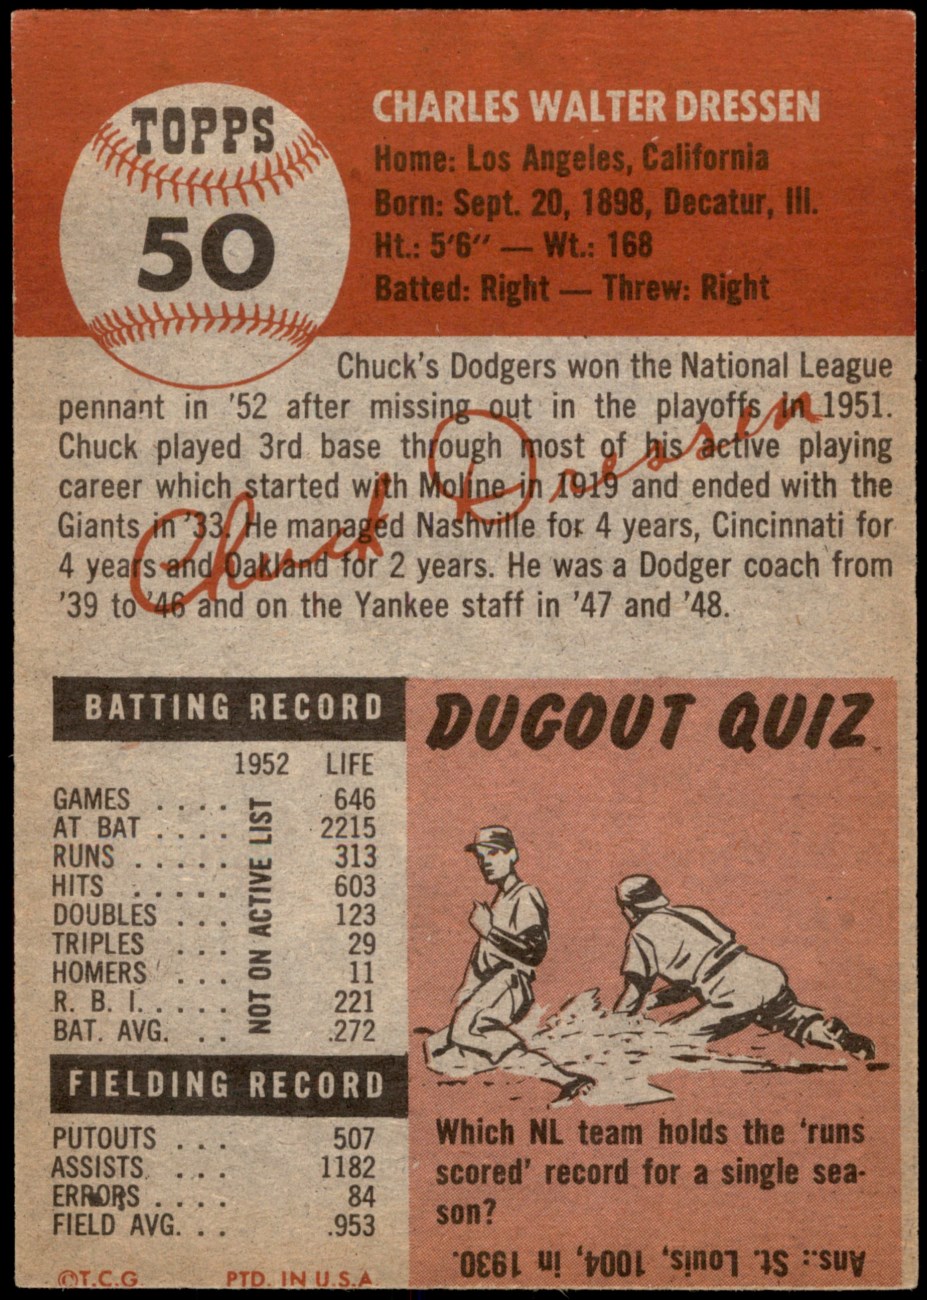 TOPPS
50
CHARLES WALTER DRESSEN
Home: Los Angeles, California
Born: Sept. 20, 1898, Decatur, Ill.
Ht.: 5'6" — Wt.: 168
Batted: Right — Threw: Right
Chuck's Dodgers won the National League
pennant in '52 after missing out in the playoffs in 1951.
Chuck played 3rd base through most of his active playing
career which started with Moline in 1919 and ended with the
Giants in '33. He managed Nashville for 4 years, Cincinnati for
4 years and Oakland for 2 years. He was a Dodger coach from
'39 to '46 and on the Yankee staff in '47 and '48.
Chuck Dressen
BATTING RECORD
1952 LIFE
GAMES . . . . 646
AT BAT . . . . 2215
RUNS . . . . . 313
HITS . . . . . 603
DOUBLES . . . 123
TRIPLES . . . 29
HOMERS . . . 11
R. B. I. . . . . 221
BAT. AVG. . . .272
NOT ON ACTIVE LIST
FIELDING RECORD
PUTOUTS . . . 507
ASSISTS . . . 1182
ERRORS . . . . 84
FIELD AVG. . . .953
©T.C.G. PTD. IN U.S.A.
DUGOUT QUIZ
Which NL team holds the 'runs
scored' record for a single sea-
son?
Ans.: St. Louis, 1004, in 1930.